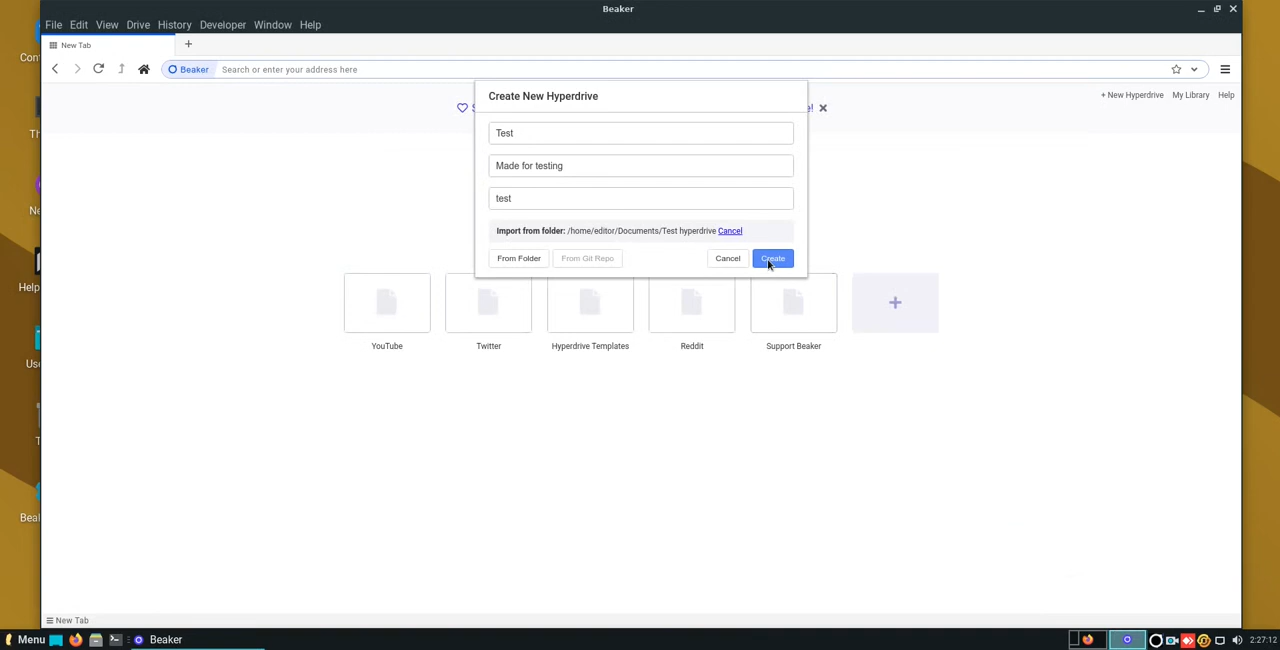 Beaker
File Edit View Drive History Developer Window Help
New Tab
Beaker Search or enter your address here
+ New Hyperdrive My Library Help
Create New Hyperdrive
Test
Made for testing
test
Import from folder: /home/editor/Documents/Test hyperdrive Cancel
From Folder From Git Repo Cancel Create
YouTube Twitter Hyperdrive Templates Reddit Support Beaker
New Tab
Menu Beaker 2:27:12